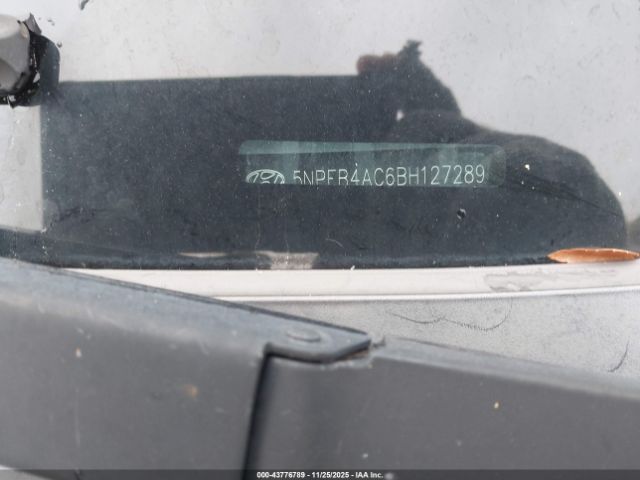 5NPEB4AC6BH127289
000-43776789 • 11/25/2025 • IAA Inc.